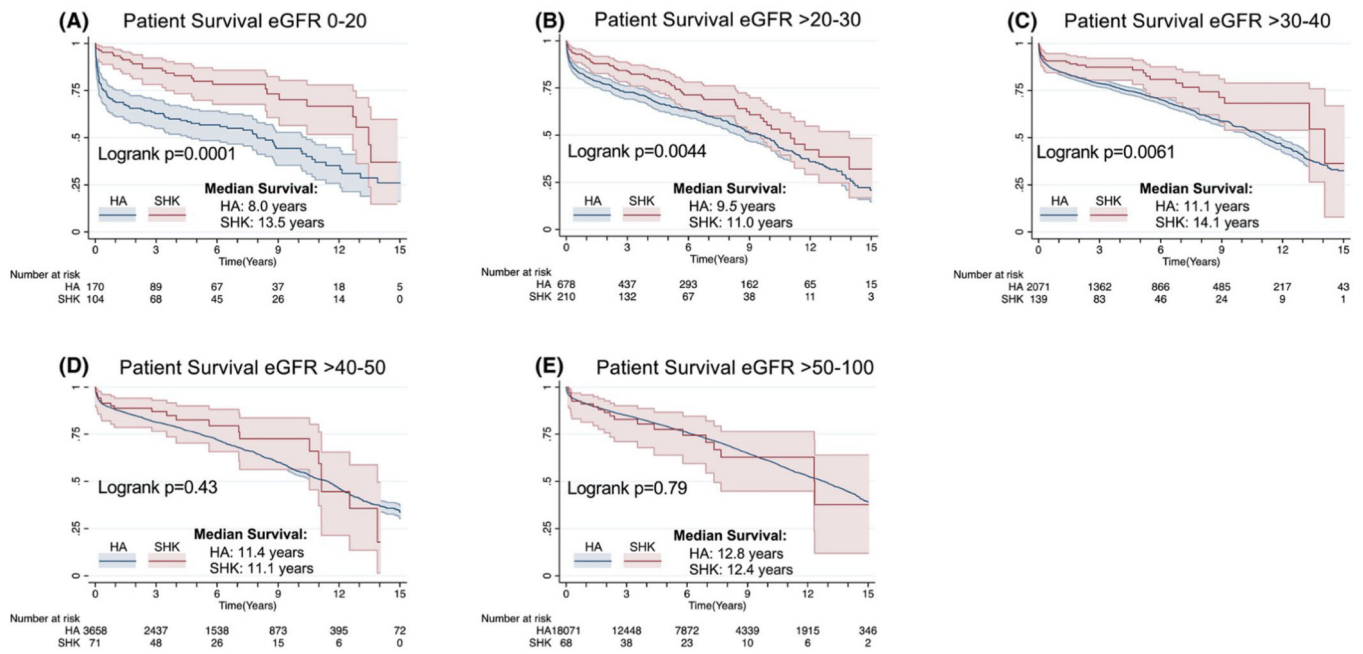 (A) Patient Survival eGFR 0-20
1
.75
.5
.25
0
Logrank p=0.0001
HA SHK
Median Survival:
HA: 8.0 years
SHK: 13.5 years
0 3 6 9 12 15
Time(Years)
Number at risk
HA 170 89 67 37 18 5
SHK 104 68 45 26 14 0
(B) Patient Survival eGFR >20-30
1
.75
.5
.25
0
Logrank p=0.0044
HA SHK
Median Survival:
HA: 9.5 years
SHK: 11.0 years
0 3 6 9 12 15
Time(Years)
Number at risk
HA 678 437 293 162 65 15
SHK 210 132 67 38 11 3
(C) Patient Survival eGFR >30-40
1
.75
.5
.25
0
Logrank p=0.0061
HA SHK
Median Survival:
HA: 11.1 years
SHK: 14.1 years
0 3 6 9 12 15
Time(Years)
Number at risk
HA 2071 1362 866 485 217 43
SHK 139 83 46 24 9 1
(D) Patient Survival eGFR >40-50
1
.75
.5
.25
0
Logrank p=0.43
HA SHK
Median Survival:
HA: 11.4 years
SHK: 11.1 years
0 3 6 9 12 15
Time(Years)
Number at risk
HA 3658 2437 1538 873 395 72
SHK 71 48 26 15 6 0
(E) Patient Survival eGFR >50-100
1
.75
.5
.25
0
Logrank p=0.79
HA SHK
Median Survival:
HA: 12.8 years
SHK: 12.4 years
0 3 6 9 12 15
Time(Years)
Number at risk
HA18071 12448 7872 4339 1915 346
SHK 68 38 23 10 6 2